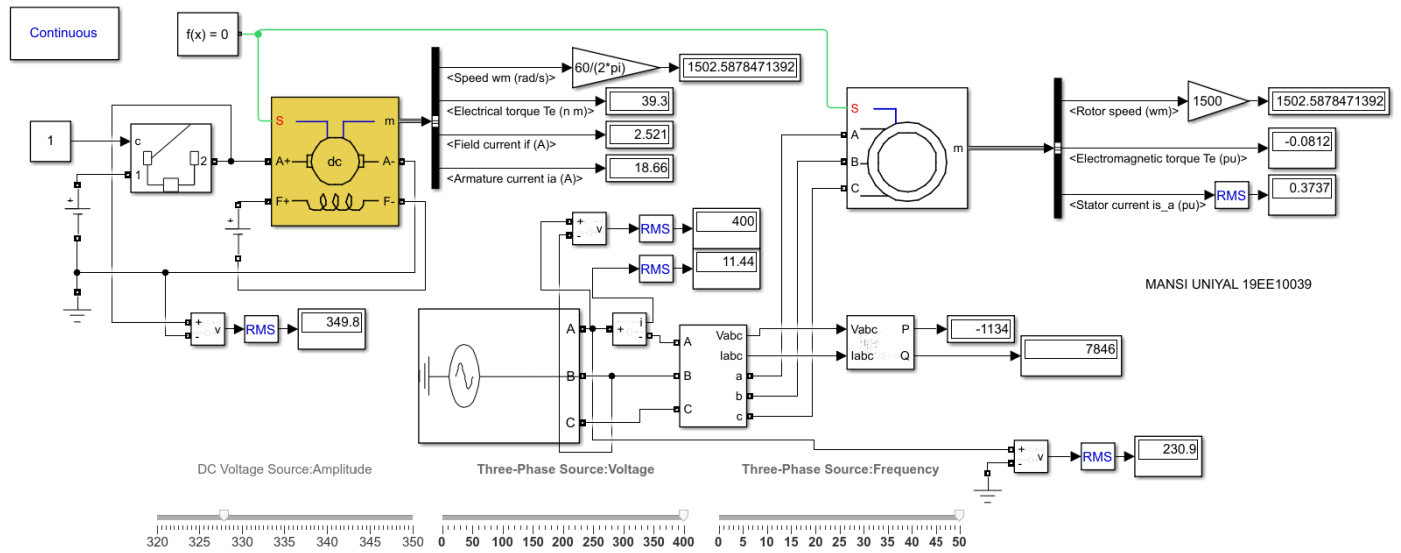 Continuous
f(x) = 0
<Speed wm (rad/s)>
60/(2*pi)
1502.5878471392
<Electrical torque Te (n m)>
39.3
<Field current if (A)>
2.521
<Armature current ia (A)>
18.66
S
m
A+
dc
A-
F+
F-
1
c
1
2
+
+
+
-
v
RMS
349.8
+
-
v
RMS
400
RMS
11.44
S
A
B
C
m
<Rotor speed (wm)>
1500
1502.5878471392
<Electromagnetic torque Te (pu)>
-0.0812
<Stator current is_a (pu)>
RMS
0.3737
MANSI UNIYAL 19EE10039
A
B
C
+
i
-
A
B
C
Vabc
Iabc
a
b
c
Vabc
Iabc
P
Q
-1134
7846
+
-
v
RMS
230.9
DC Voltage Source:Amplitude
320 325 330 335 340 345 350
Three-Phase Source:Voltage
0 50 100 150 200 250 300 350 400
Three-Phase Source:Frequency
0 5 10 15 20 25 30 35 40 45 50